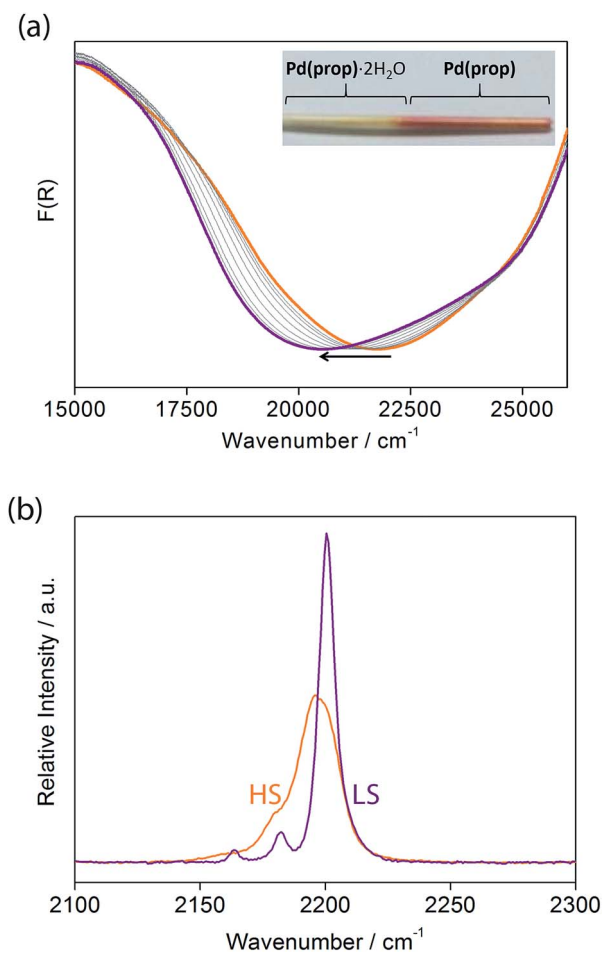 (a)
Pd(prop)·2H₂O Pd(prop)
F(R)
15000 17500 20000 22500 25000
Wavenumber / cm⁻¹
(b)
Relative Intensity / a.u.
HS LS
2100 2150 2200 2250 2300
Wavenumber / cm⁻¹